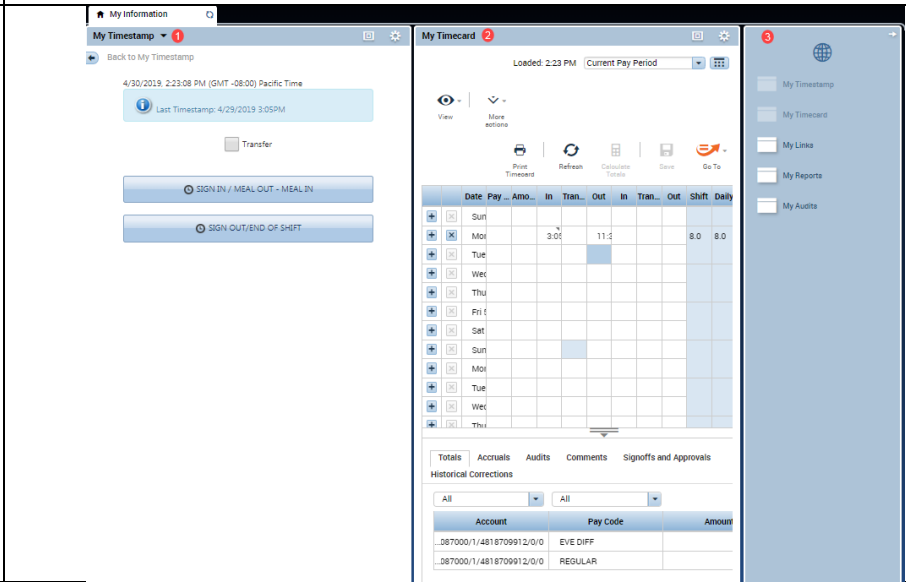 My Information
My Timestamp 1
Back to My Timestamp
4/30/2019, 2:23:08 PM (GMT -08:00) Pacific Time
Last Timestamp: 4/29/2019 3:05PM
Transfer
SIGN IN / MEAL OUT - MEAL IN
SIGN OUT/END OF SHIFT
My Timecard 2
Loaded: 2:23 PM Current Pay Period
View
More
actions
Print
Timecard
Refresh
Calculate
Totals
Save
Go To
Date Pay ... Amo... In Tran... Out In Tran... Out Shift Daily
Sun
Mon 3:05 11:3 8.0 8.0
Tue
Wed
Thu
Fri 5
Sat
Sun
Mon
Tue
Wed
Thu
Totals Accruals Audits Comments Signoffs and Approvals
Historical Corrections
All All
Account Pay Code Amount
...087000/1/4818709912/0/0 EVE DIFF
...087000/1/4818709912/0/0 REGULAR
3
My Timestamp
My Timecard
My Links
My Reports
My Audits